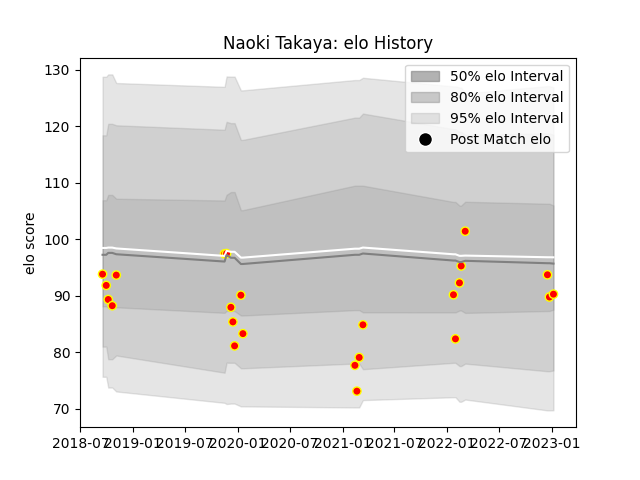 Naoki Takaya: elo History
50% elo Interval
80% elo Interval
95% elo Interval
Post Match elo
elo score
130
120
110
100
90
80
70
2018-07 2019-01 2019-07 2020-01 2020-07 2021-01 2021-07 2022-01 2022-07 2023-01